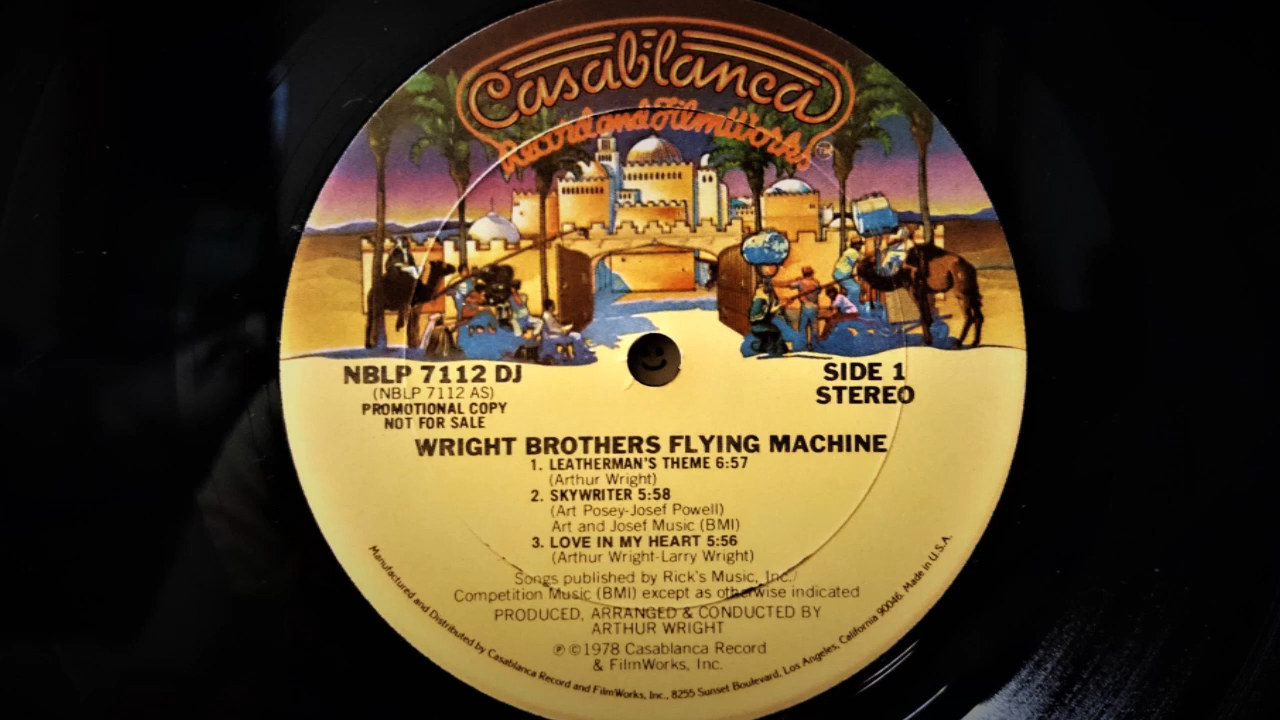 Casablanca
Record and FilmWorks TM
NBLP 7112 DJ
(NBLP 7112 AS)
PROMOTIONAL COPY
NOT FOR SALE
SIDE 1
STEREO
WRIGHT BROTHERS FLYING MACHINE
1. LEATHERMAN'S THEME 6:57
(Arthur Wright)
2. SKYWRITER 5:58
(Art Posey-Josef Powell)
Art and Josef Music (BMI)
3. LOVE IN MY HEART 5:56
(Arthur Wright-Larry Wright)
Songs published by Rick's Music, Inc./
Competition Music (BMI) except as otherwise indicated
PRODUCED, ARRANGED & CONDUCTED BY
ARTHUR WRIGHT
℗ ©1978 Casablanca Record
& FilmWorks, Inc.
Manufactured and Distributed by Casablanca Record and FilmWorks, Inc., 8255 Sunset Boulevard, Los Angeles, California 90046. Made in U.S.A.